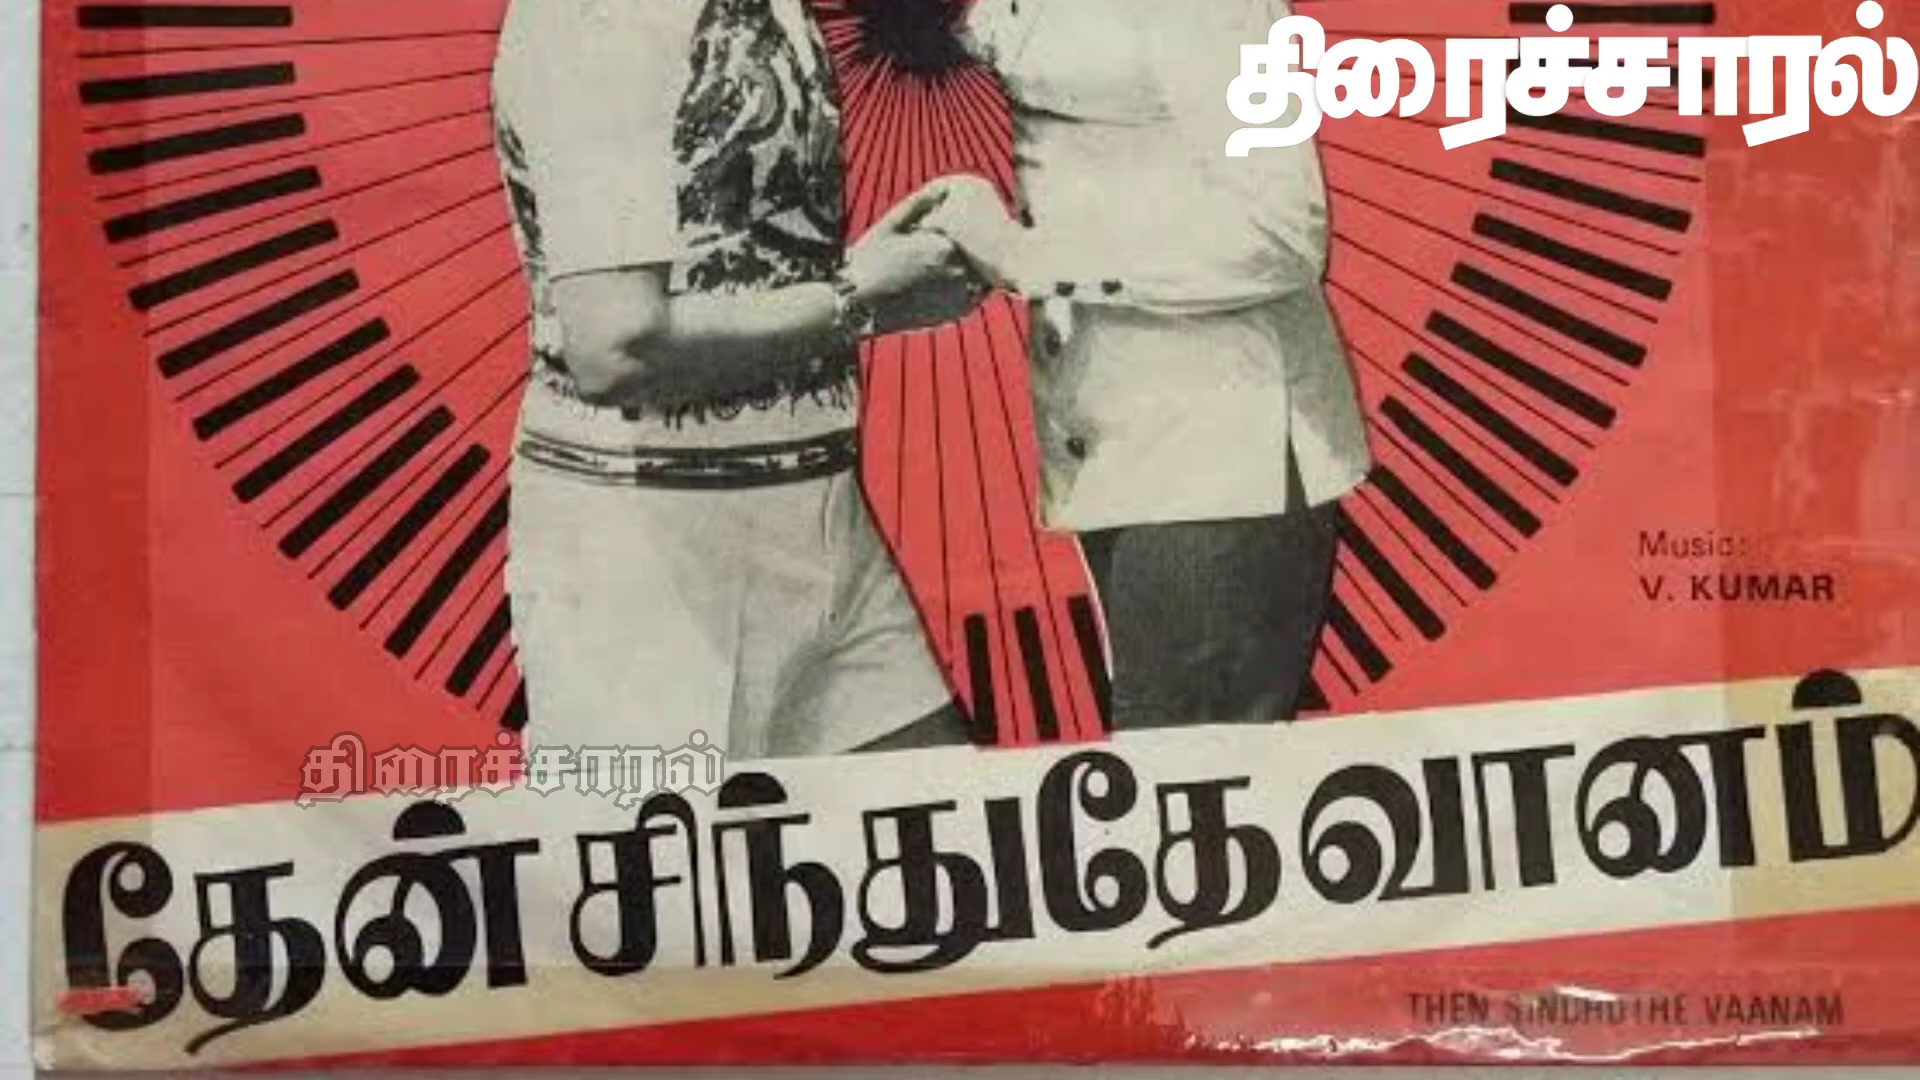 திரைச்சாரல்
Music:
V. KUMAR
திரைச்சாரல்
தேன் சிந்துதே வானம்
THEN SINDHUTHE VAANAM